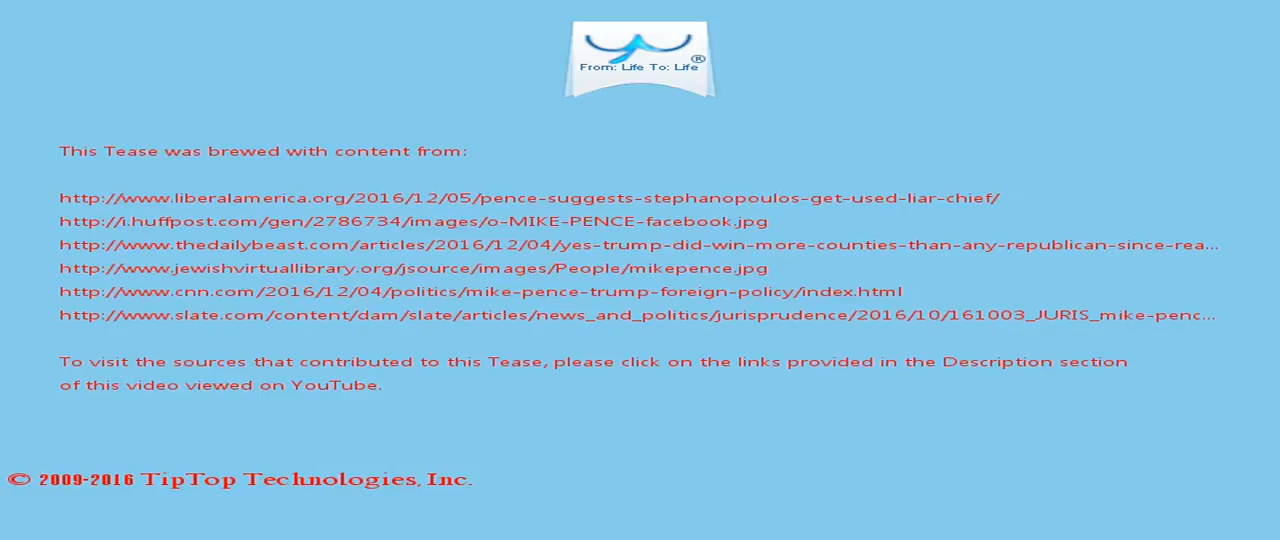 From: Life To: Life®
This Tease was brewed with content from:
http://www.liberalamerica.org/2016/12/05/pence-suggests-stephanopoulos-get-used-liar-chief/
http://i.huffpost.com/gen/2786734/images/o-MIKE-PENCE-facebook.jpg
http://www.thedailybeast.com/articles/2016/12/04/yes-trump-did-win-more-counties-than-any-republican-since-rea...
http://www.jewishvirtuallibrary.org/jsource/images/People/mikepence.jpg
http://www.cnn.com/2016/12/04/politics/mike-pence-trump-foreign-policy/index.html
http://www.slate.com/content/dam/slate/articles/news_and_politics/jurisprudence/2016/10/161003_JURIS_mike-penc...
To visit the sources that contributed to this Tease, please click on the links provided in the Description section
of this video viewed on YouTube.
© 2009-2016 TipTop Technologies, Inc.